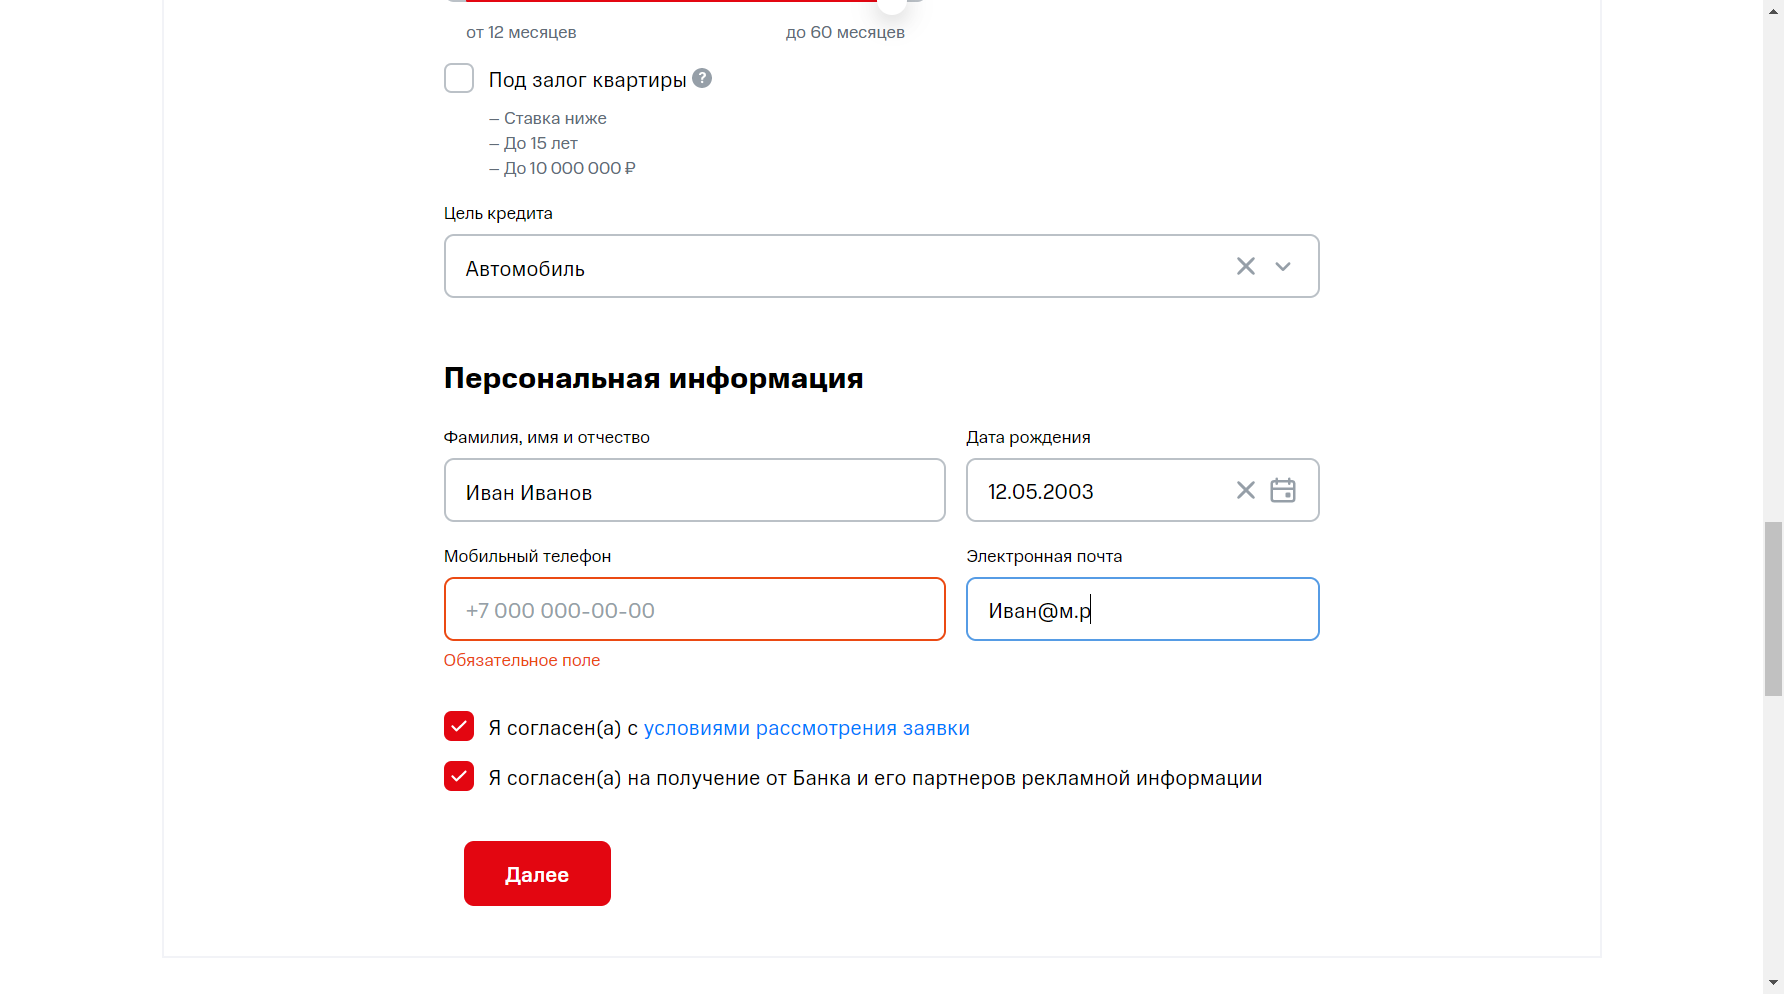 от 12 месяцев до 60 месяцев
Под залог квартиры ?
– Ставка ниже
– До 15 лет
– До 10 000 000 ₽
Цель кредита
Автомобиль
Персональная информация
Фамилия, имя и отчество
Иван Иванов
Дата рождения
12.05.2003
Мобильный телефон
+7 000 000-00-00
Обязательное поле
Электронная почта
Иван@м.р
Я согласен(а) с условиями рассмотрения заявки
Я согласен(а) на получение от Банка и его партнеров рекламной информации
Далее